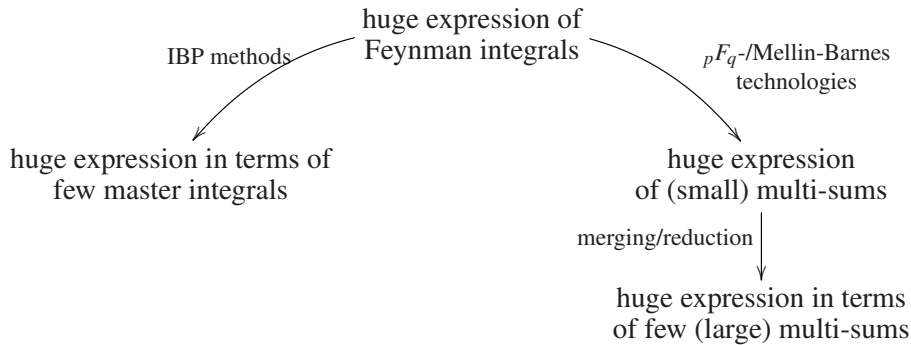 huge expression of
Feynman integrals
IBP methods
pFq-/Mellin-Barnes
technologies
huge expression in terms of
few master integrals
huge expression
of (small) multi-sums
merging/reduction
huge expression in terms
of few (large) multi-sums